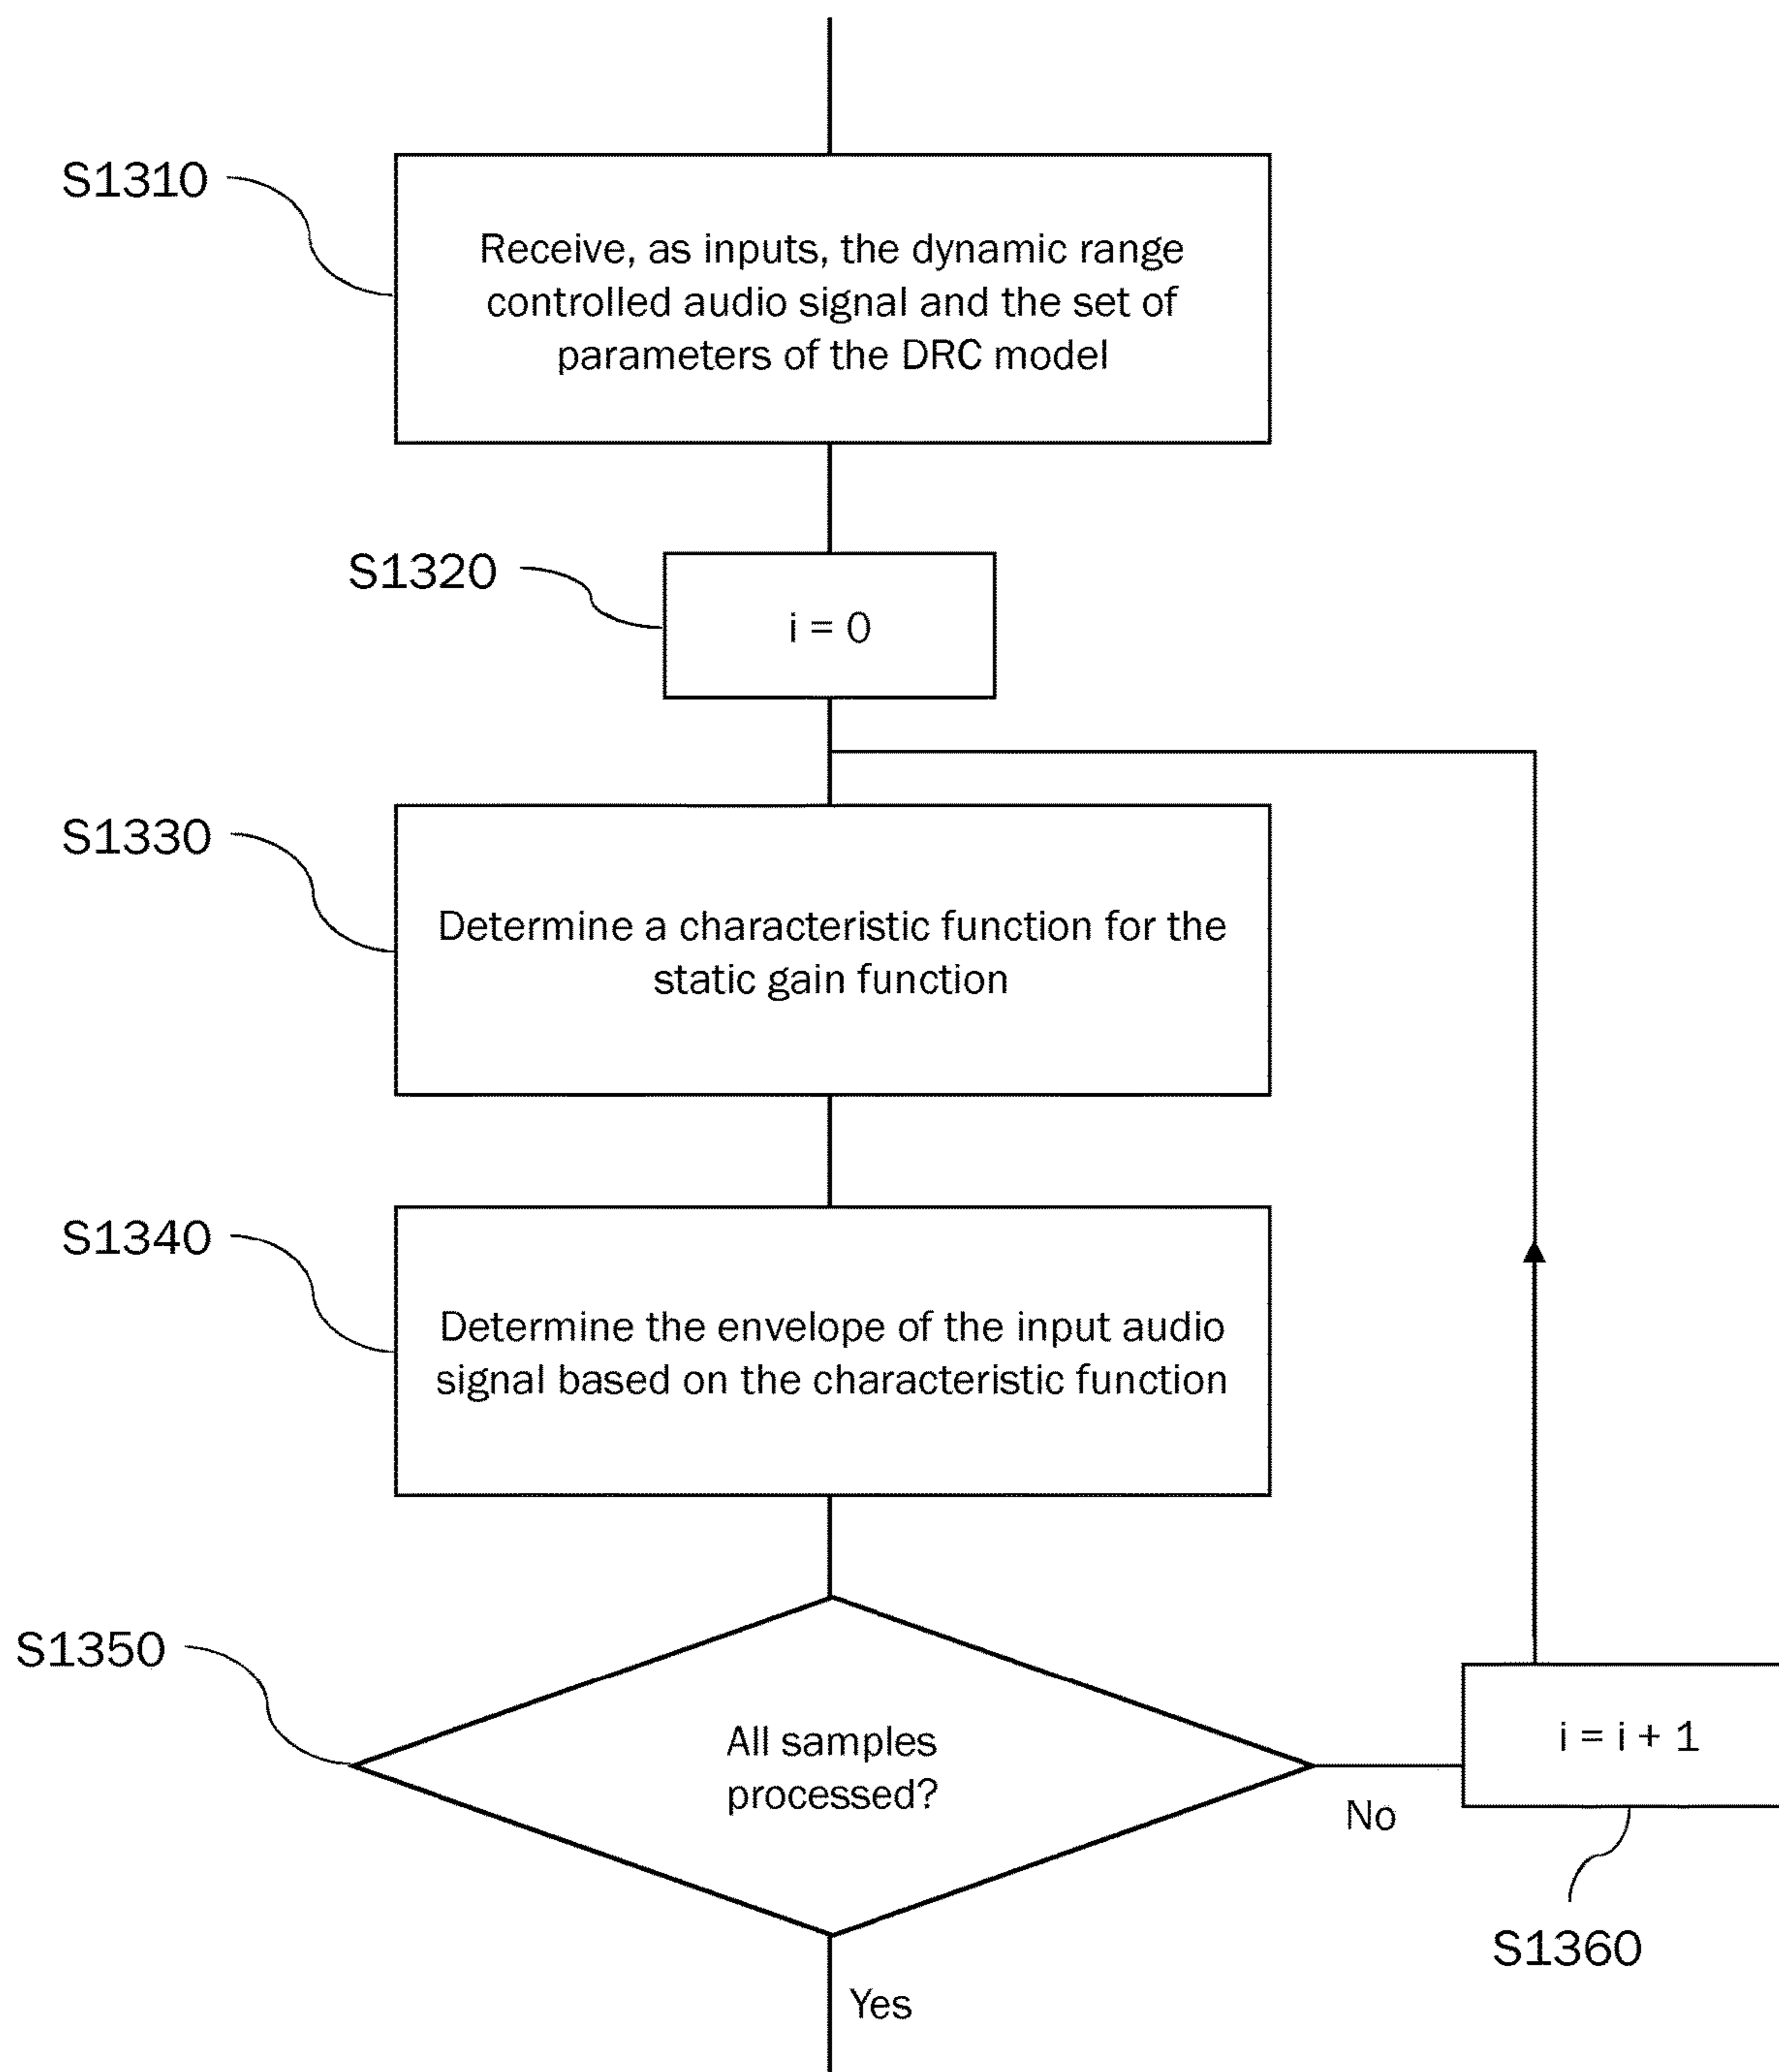 S1310
Receive, as inputs, the dynamic range
controlled audio signal and the set of
parameters of the DRC model
S1320
i = 0
S1330
Determine a characteristic function for the
static gain function
S1340
Determine the envelope of the input audio
signal based on the characteristic function
S1350
All samples
processed?
No
i = i + 1
S1360
Yes